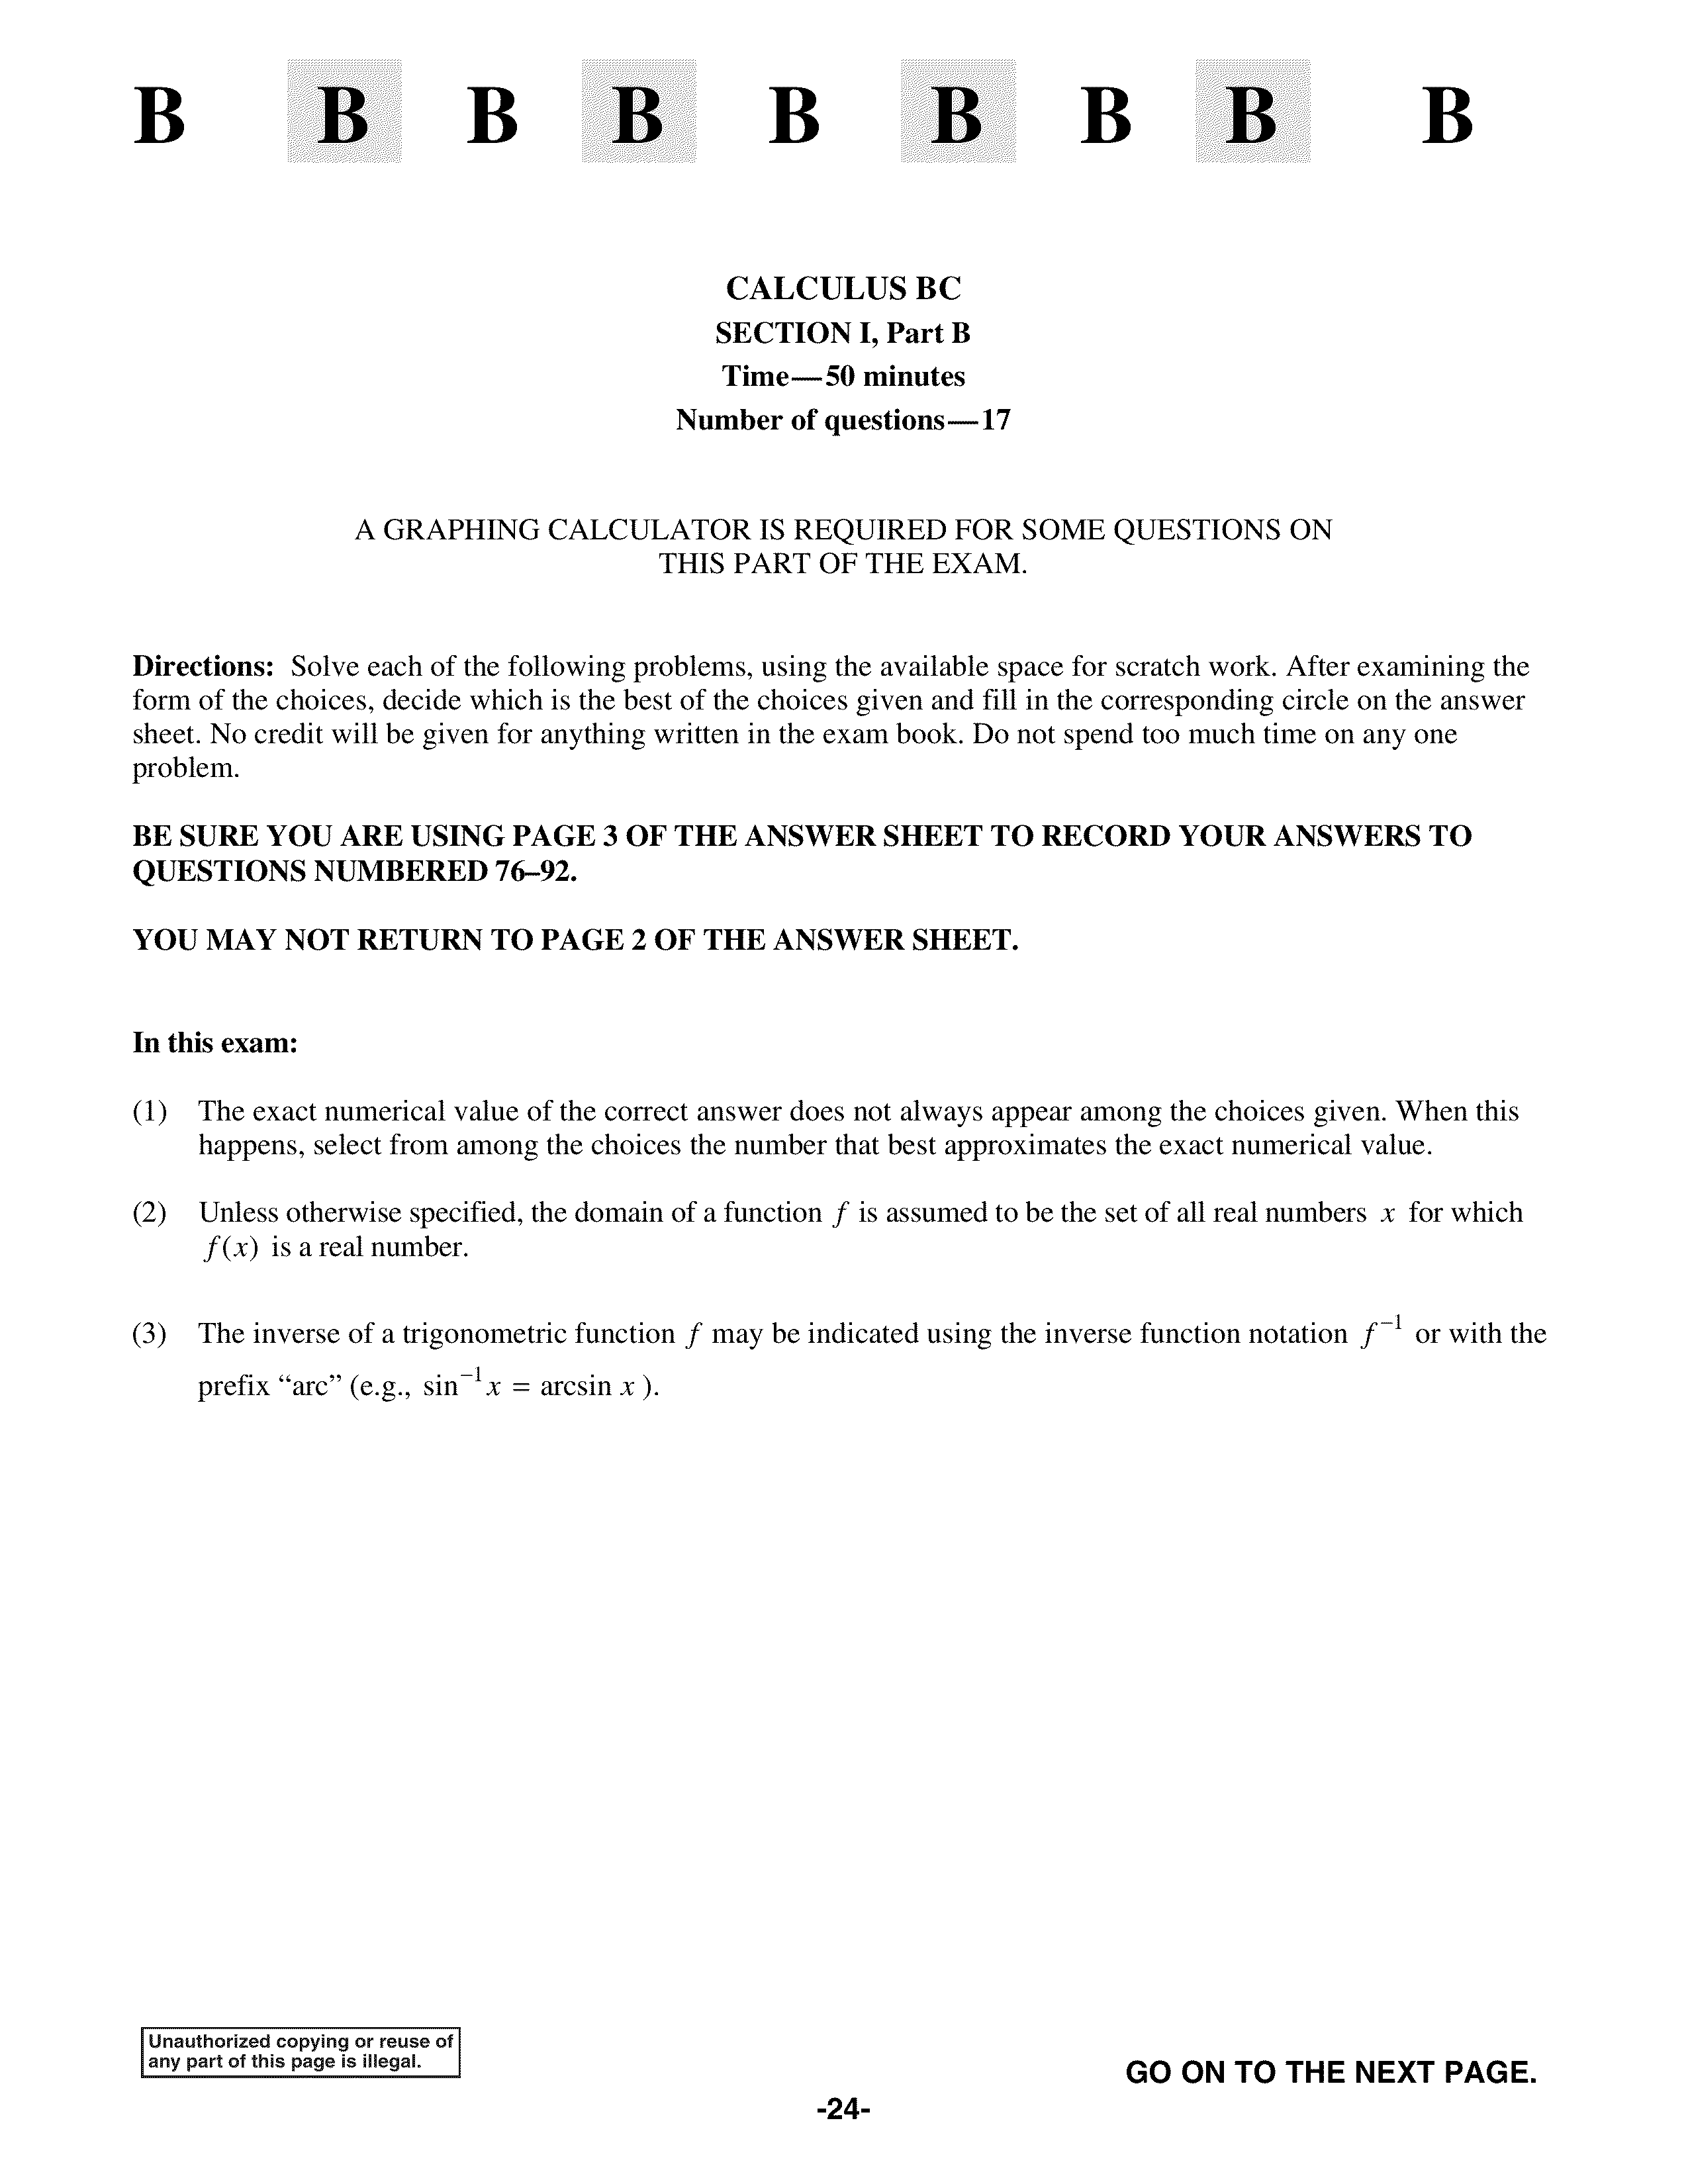 B B B B B B B B B
CALCULUS BC
SECTION I, Part B
Time—50 minutes
Number of questions—17
A GRAPHING CALCULATOR IS REQUIRED FOR SOME QUESTIONS ON
THIS PART OF THE EXAM.
Directions: Solve each of the following problems, using the available space for scratch work. After examining the
form of the choices, decide which is the best of the choices given and fill in the corresponding circle on the answer
sheet. No credit will be given for anything written in the exam book. Do not spend too much time on any one
problem.
BE SURE YOU ARE USING PAGE 3 OF THE ANSWER SHEET TO RECORD YOUR ANSWERS TO
QUESTIONS NUMBERED 76–92.
YOU MAY NOT RETURN TO PAGE 2 OF THE ANSWER SHEET.
In this exam:
(1) The exact numerical value of the correct answer does not always appear among the choices given. When this
happens, select from among the choices the number that best approximates the exact numerical value.
(2) Unless otherwise specified, the domain of a function f is assumed to be the set of all real numbers x for which
f(x) is a real number.
(3) The inverse of a trigonometric function f may be indicated using the inverse function notation f⁻¹ or with the
prefix “arc” (e.g., sin⁻¹x = arcsin x ).
Unauthorized copying or reuse of
any part of this page is illegal.
GO ON TO THE NEXT PAGE.
-24-